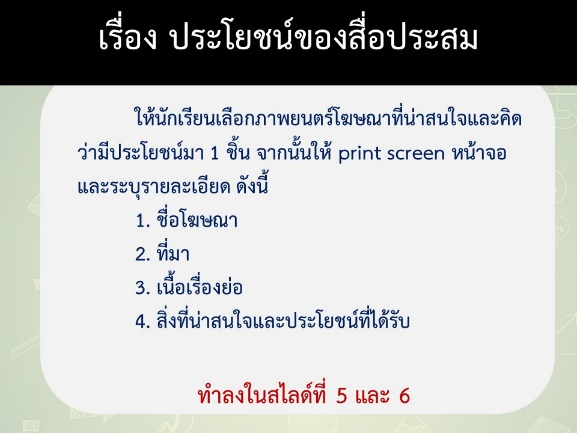 เรื่อง ประโยชน์ของสื่อประสม
ให้นักเรียนเลือกภาพยนตร์โฆษณาที่น่าสนใจและคิด
ว่ามีประโยชน์มา 1 ชิ้น จากนั้นให้ print screen หน้าจอ
และระบุรายละเอียด ดังนี้
1. ชื่อโฆษณา
2. ที่มา
3. เนื้อเรื่องย่อ
4. สิ่งที่น่าสนใจและประโยชน์ที่ได้รับ
ทำลงในสไลด์ที่ 5 และ 6